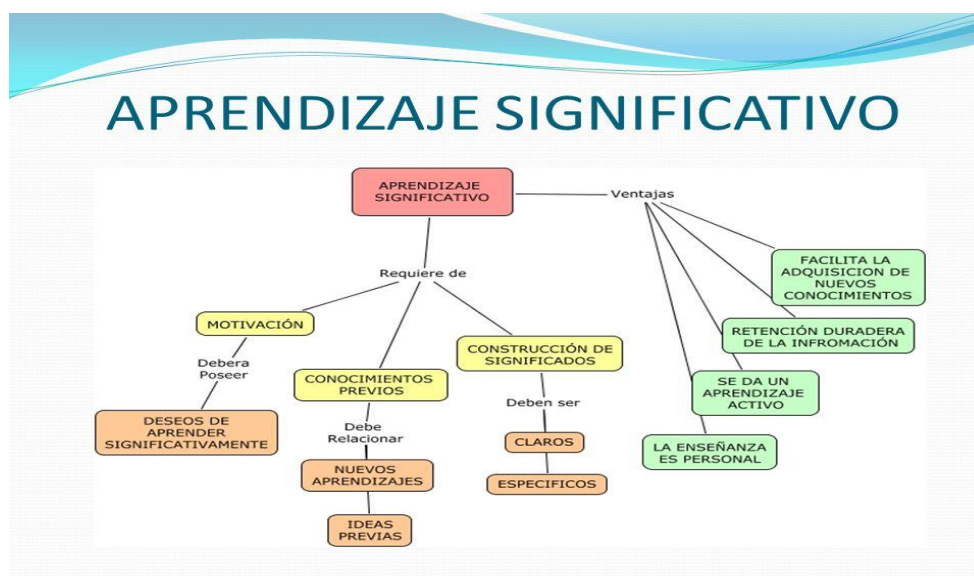 APRENDIZAJE SIGNIFICATIVO
APRENDIZAJE
SIGNIFICATIVO
Ventajas
Requiere de
MOTIVACIÓN
Debera
Poseer
DESEOS DE
APRENDER
SIGNIFICATIVAMENTE
CONOCIMIENTOS
PREVIOS
Debe
Relacionar
NUEVOS
APRENDIZAJES
IDEAS
PREVIAS
CONSTRUCCIÓN DE
SIGNIFICADOS
Deben ser
CLAROS
ESPECIFICOS
FACILITA LA
ADQUISICION DE
NUEVOS
CONOCIMIENTOS
RETENCIÓN DURADERA
DE LA INFROMACIÓN
SE DA UN
APRENDIZAJE
ACTIVO
LA ENSEÑANZA
ES PERSONAL